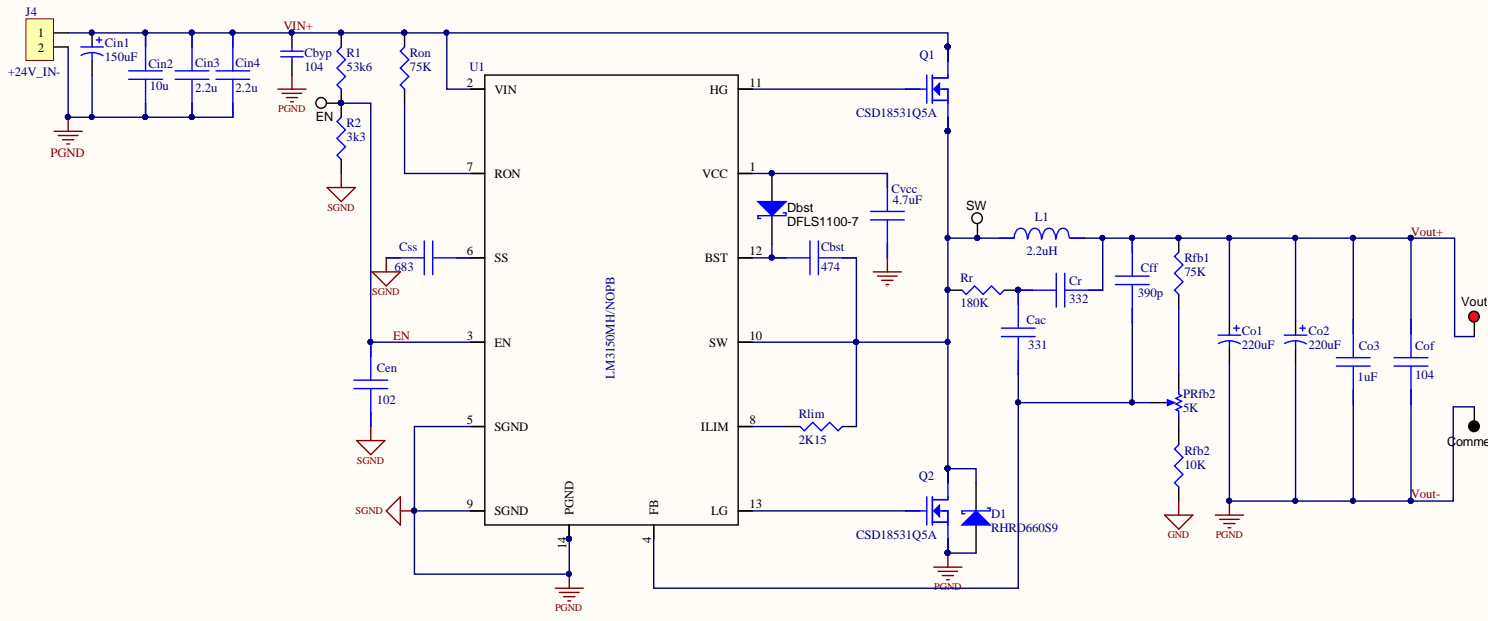 J4
1
2
+24V_IN-
Cin1
150uF
Cin2
10u
Cin3
2.2u
Cin4
2.2u
PGND
VIN+
Cbyp
104
PGND
R1
53k6
EN
R2
3k3
SGND
Ron
75K
U1
2
VIN
7
RON
6
SS
Css
683
SGND
EN
3
EN
Cen
102
SGND
5
SGND
9
SGND
SGND
PGND
14
PGND
FB
4
LM3150MH/NOPB
HG
11
VCC
1
BST
12
SW
10
ILIM
8
LG
13
Q1
CSD18531Q5A
Dbst
DFLS1100-7
Cvcc
4.7uF
Cbst
474
Rlim
2K15
Q2
CSD18531Q5A
D1
RHRD660S9
PGND
SW
L1
2.2uH
Rr
180K
Cr
332
Cac
331
Cff
390p
Rfb1
75K
PRfb2
5K
Rfb2
10K
GND
Co1
220uF
Co2
220uF
Co3
1uF
Cof
104
PGND
Vout+
Vout-
Vout
Comme